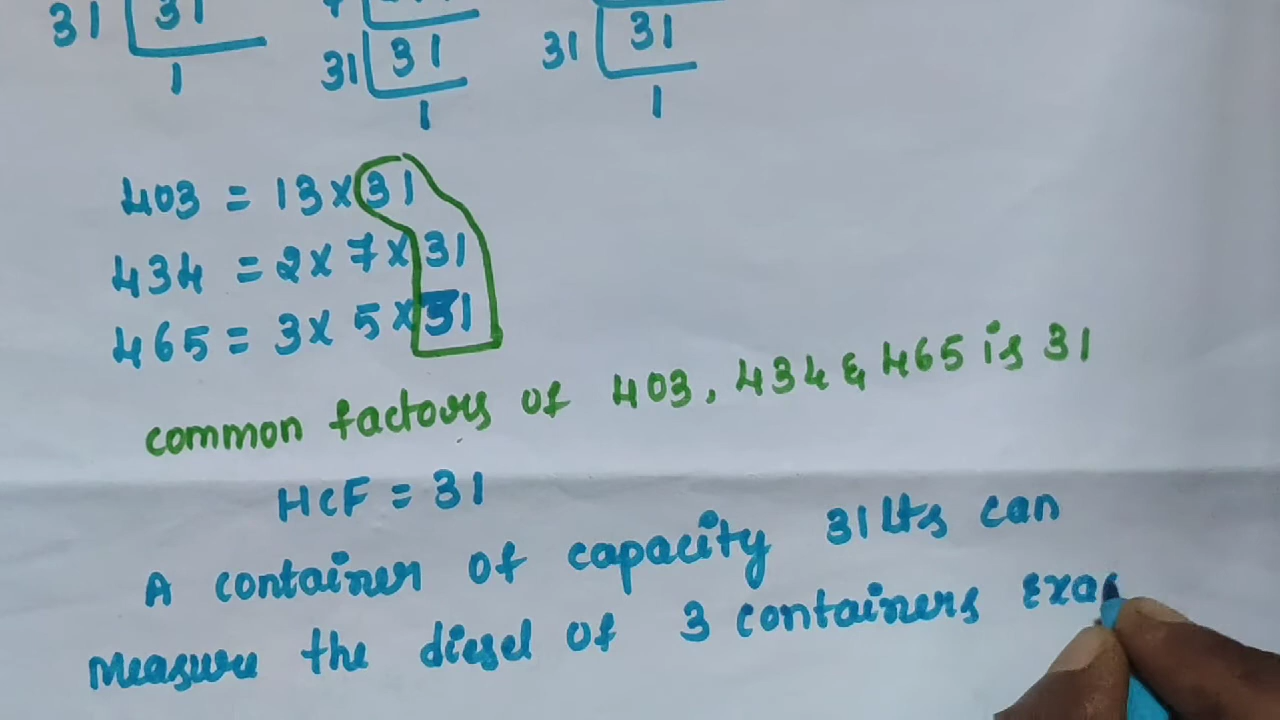 31 31 7 31 31
31 31
1 1
1
403 = 13 x 31
434 = 2 x 7 x 31
465 = 3 x 5 x 31
common factors of 403, 434 & 465 is 31
HCF = 31
A container of capacity 31 lts can
Measure the diesel of 3 containers Exac